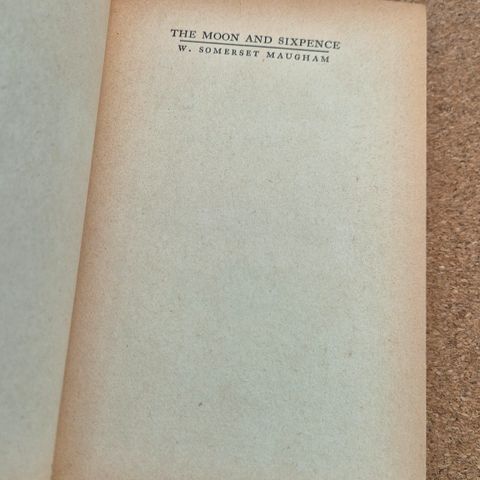 THE MOON AND SIXPENCE
W. SOMERSET MAUGHAM